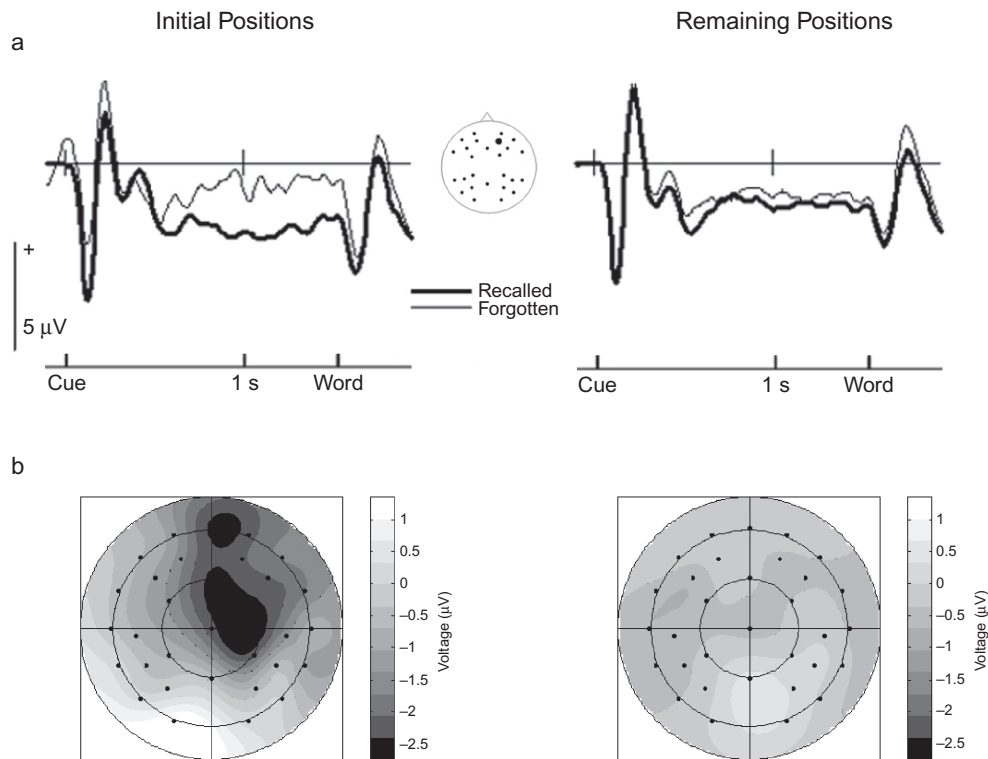 Initial Positions
Remaining Positions
a
+
5 μV
Recalled
Forgotten
Cue
1 s
Word
Cue
1 s
Word
b
1
0.5
0
–0.5
–1
–1.5
–2
–2.5
Voltage (μV)
1
0.5
0
–0.5
–1
–1.5
–2
–2.5
Voltage (μV)